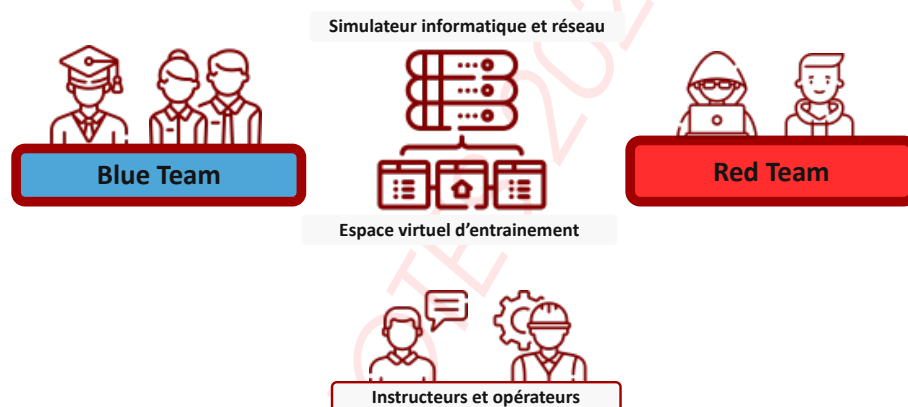 Simulateur informatique et réseau
Blue Team
Red Team
Espace virtuel d'entrainement
Instructeurs et opérateurs